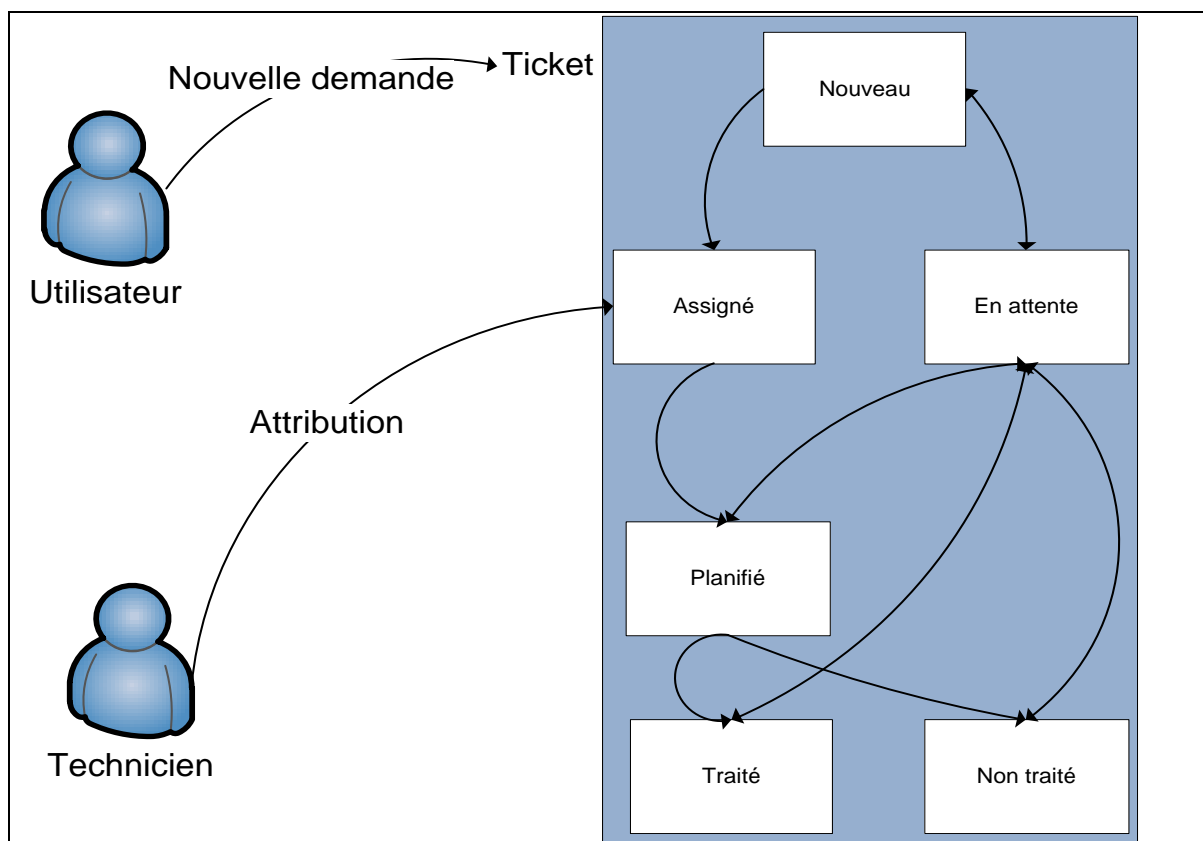 Nouvelle demande
Ticket
Nouveau
Utilisateur
Assigné
En attente
Attribution
Planifié
Technicien
Traité
Non traité